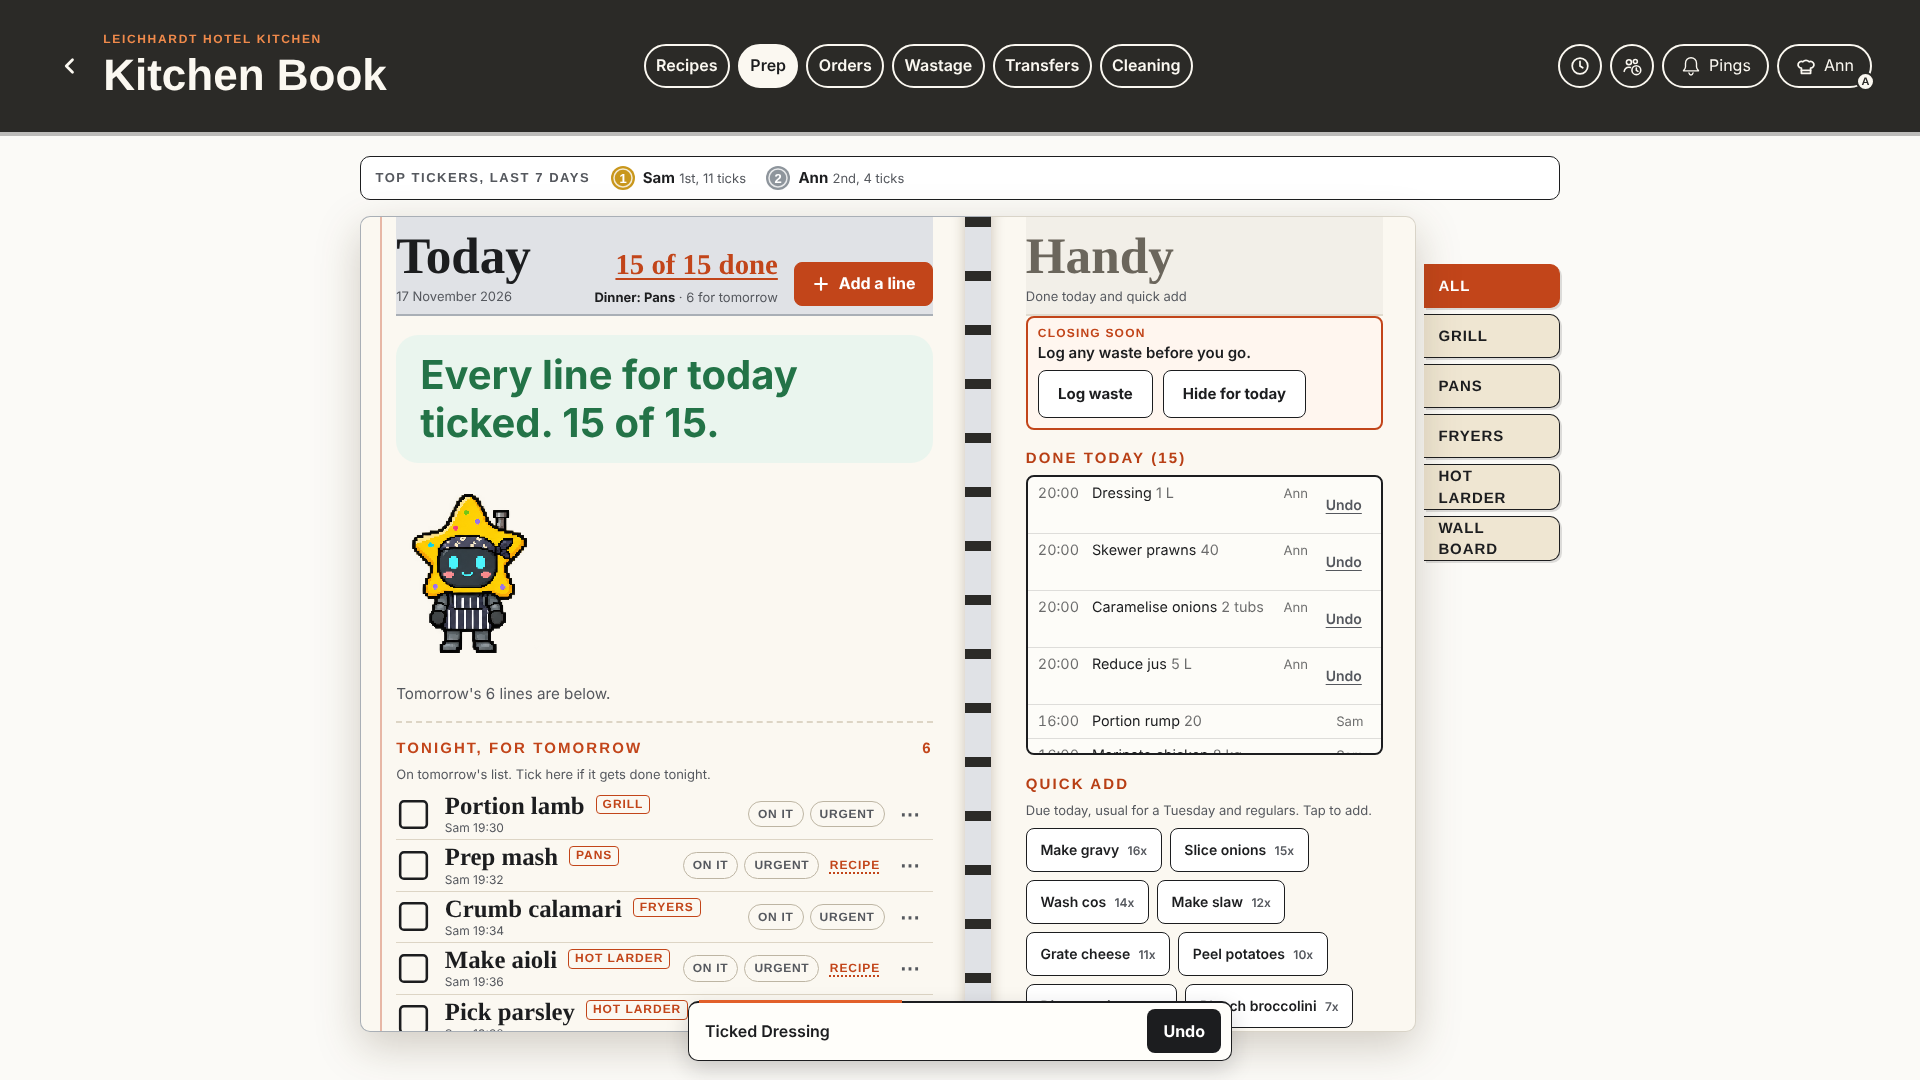 LEICHHARDT HOTEL KITCHEN
Kitchen Book
Recipes
Prep
Orders
Wastage
Transfers
Cleaning
Pings
Ann
A
TOP TICKERS, LAST 7 DAYS
1 Sam 1st, 11 ticks
2 Ann 2nd, 4 ticks
Today
17 November 2026
15 of 15 done
Dinner: Pans · 6 for tomorrow
+ Add a line
Every line for today
ticked. 15 of 15.
Tomorrow's 6 lines are below.
TONIGHT, FOR TOMORROW 6
On tomorrow's list. Tick here if it gets done tonight.
Portion lamb GRILL ON IT URGENT ...
Sam 19:30
Prep mash PANS ON IT URGENT RECIPE ...
Sam 19:32
Crumb calamari FRYERS ON IT URGENT ...
Sam 19:34
Make aioli HOT LARDER ON IT URGENT RECIPE ...
Sam 19:36
Pick parsley HOT LARDER
Handy
Done today and quick add
CLOSING SOON
Log any waste before you go.
Log waste
Hide for today
DONE TODAY (15)
20:00 Dressing 1 L Ann Undo
20:00 Skewer prawns 40 Ann Undo
20:00 Caramelise onions 2 tubs Ann Undo
20:00 Reduce jus 5 L Ann Undo
16:00 Portion rump 20 Sam
QUICK ADD
Due today, usual for a Tuesday and regulars. Tap to add.
Make gravy 16x
Slice onions 15x
Wash cos 14x
Make slaw 12x
Grate cheese 11x
Peel potatoes 10x
broccolini 7x
ALL
GRILL
PANS
FRYERS
HOT
LARDER
WALL
BOARD
Ticked Dressing
Undo